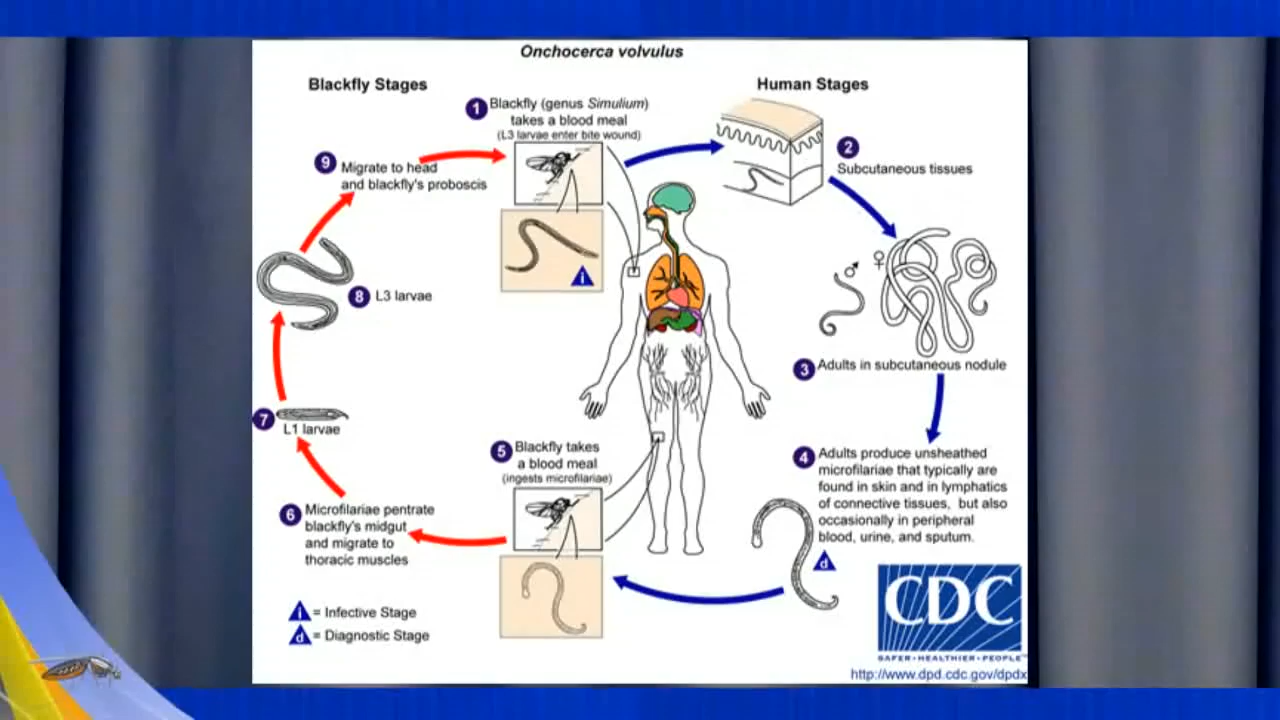 Onchocerca volvulus
Blackfly Stages
Human Stages
1
Blackfly (genus Simulium)
takes a blood meal
(L3 larvae enter bite wound)
i
2
Subcutaneous tissues
♂
♀
3
Adults in subcutaneous nodule
4
Adults produce unsheathed
microfilariae that typically are
found in skin and in lymphatics
of connective tissues, but also
occasionally in peripheral
blood, urine, and sputum.
d
5
Blackfly takes
a blood meal
(ingests microfilariae)
6
Microfilariae pentrate
blackfly's midgut
and migrate to
thoracic muscles
7
L1 larvae
8
L3 larvae
9
Migrate to head
and blackfly's proboscis
i = Infective Stage
d = Diagnostic Stage
CDC
SAFER • HEALTHIER • PEOPLE™
http://www.dpd.cdc.gov/dpdx